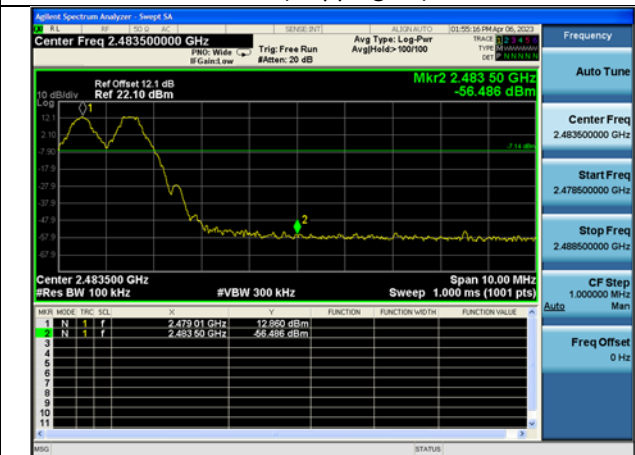 Agilent Spectrum Analyzer - Swept SA
RL RF 50 Ω AC SENSE:INT ALIGN AUTO 01:55:16 PM Apr 06, 2023
Center Freq 2.483500000 GHz
PNO: Wide
IFGain:Low
Trig: Free Run
#Atten: 20 dB
Avg Type: Log-Pwr
Avg|Hold:>100/100
TRACE 1 2 3 4 5 6
TYPE
DET P N N N N N
Frequency
Ref Offset 12.1 dB
10 dB/div Ref 22.10 dBm
Log
Mkr2 2.483 50 GHz
-56.486 dBm
12.1
2.10
-7.90
-17.9
-27.9
-37.9
-47.9
-57.9
-67.9
1
2
-7.14 dBm
Center 2.483500 GHz Span 10.00 MHz
#Res BW 100 kHz #VBW 300 kHz Sweep 1.000 ms (1001 pts)
MKR MODE TRC SCL X Y FUNCTION FUNCTION WIDTH FUNCTION VALUE
1 N 1 f 2.479 01 GHz 12.860 dBm
2 N 1 f 2.483 50 GHz -56.486 dBm
3
4
5
6
7
8
9
10
11
MSG STATUS
Auto Tune
Center Freq
2.483500000 GHz
Start Freq
2.478500000 GHz
Stop Freq
2.488500000 GHz
CF Step
1.000000 MHz
Auto Man
Freq Offset
0 Hz